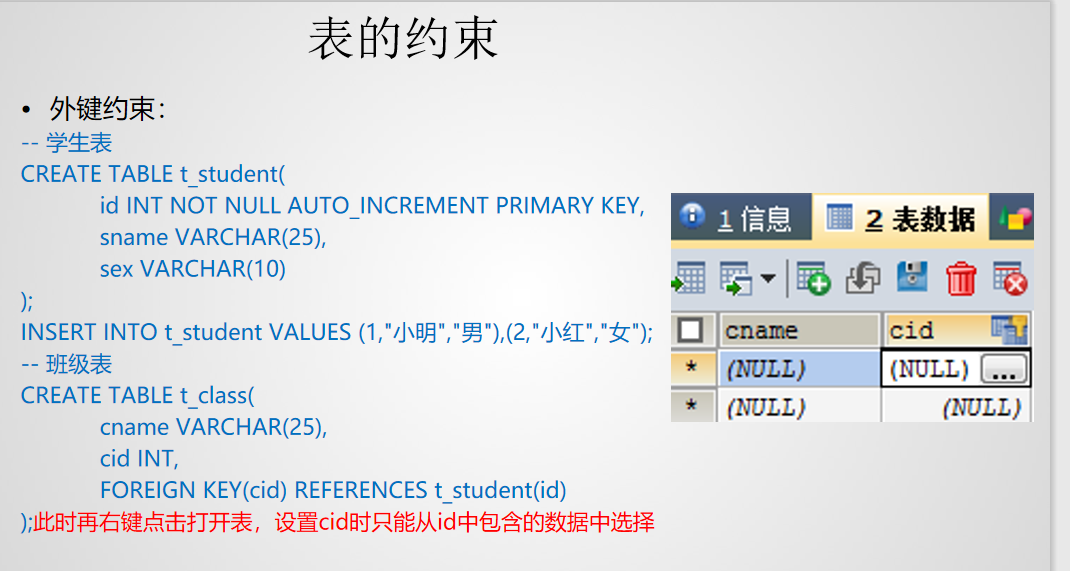 表的约束
• 外键约束：
-- 学生表
CREATE TABLE t_student(
id INT NOT NULL AUTO_INCREMENT PRIMARY KEY,
sname VARCHAR(25),
sex VARCHAR(10)
);
INSERT INTO t_student VALUES (1,"小明","男"),(2,"小红","女");
-- 班级表
CREATE TABLE t_class(
cname VARCHAR(25),
cid INT,
FOREIGN KEY(cid) REFERENCES t_student(id)
);此时再右键点击打开表，设置cid时只能从id中包含的数据中选择
1 信息 2 表数据
cname cid
* (NULL) (NULL) ...
* (NULL) (NULL)